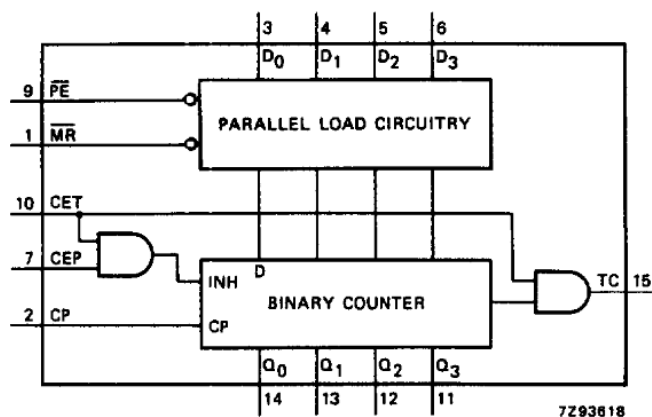 3 4 5 6
D0 D1 D2 D3
9 PE
PARALLEL LOAD CIRCUITRY
1 MR
10 CET
7 CEP
D
INH
BINARY COUNTER
TC 15
2 CP
CP
Q0 Q1 Q2 Q3
14 13 12 11
7Z93618